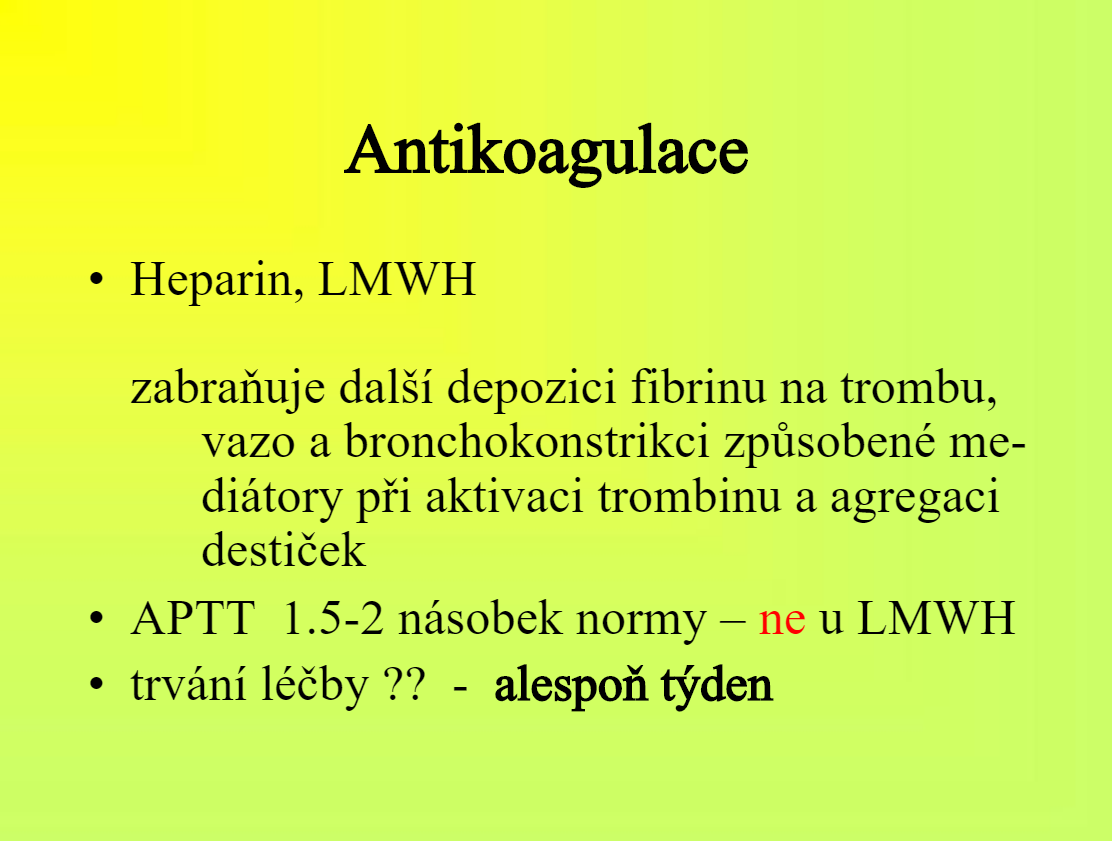 Antikoagulace
• Heparin, LMWH
zabraňuje další depozici fibrinu na trombu,
vazo a bronchokonstrikci způsobené me-
diátory při aktivaci trombinu a agregaci
destiček
• APTT 1.5-2 násobek normy – ne u LMWH
• trvání léčby ?? - alespoň týden